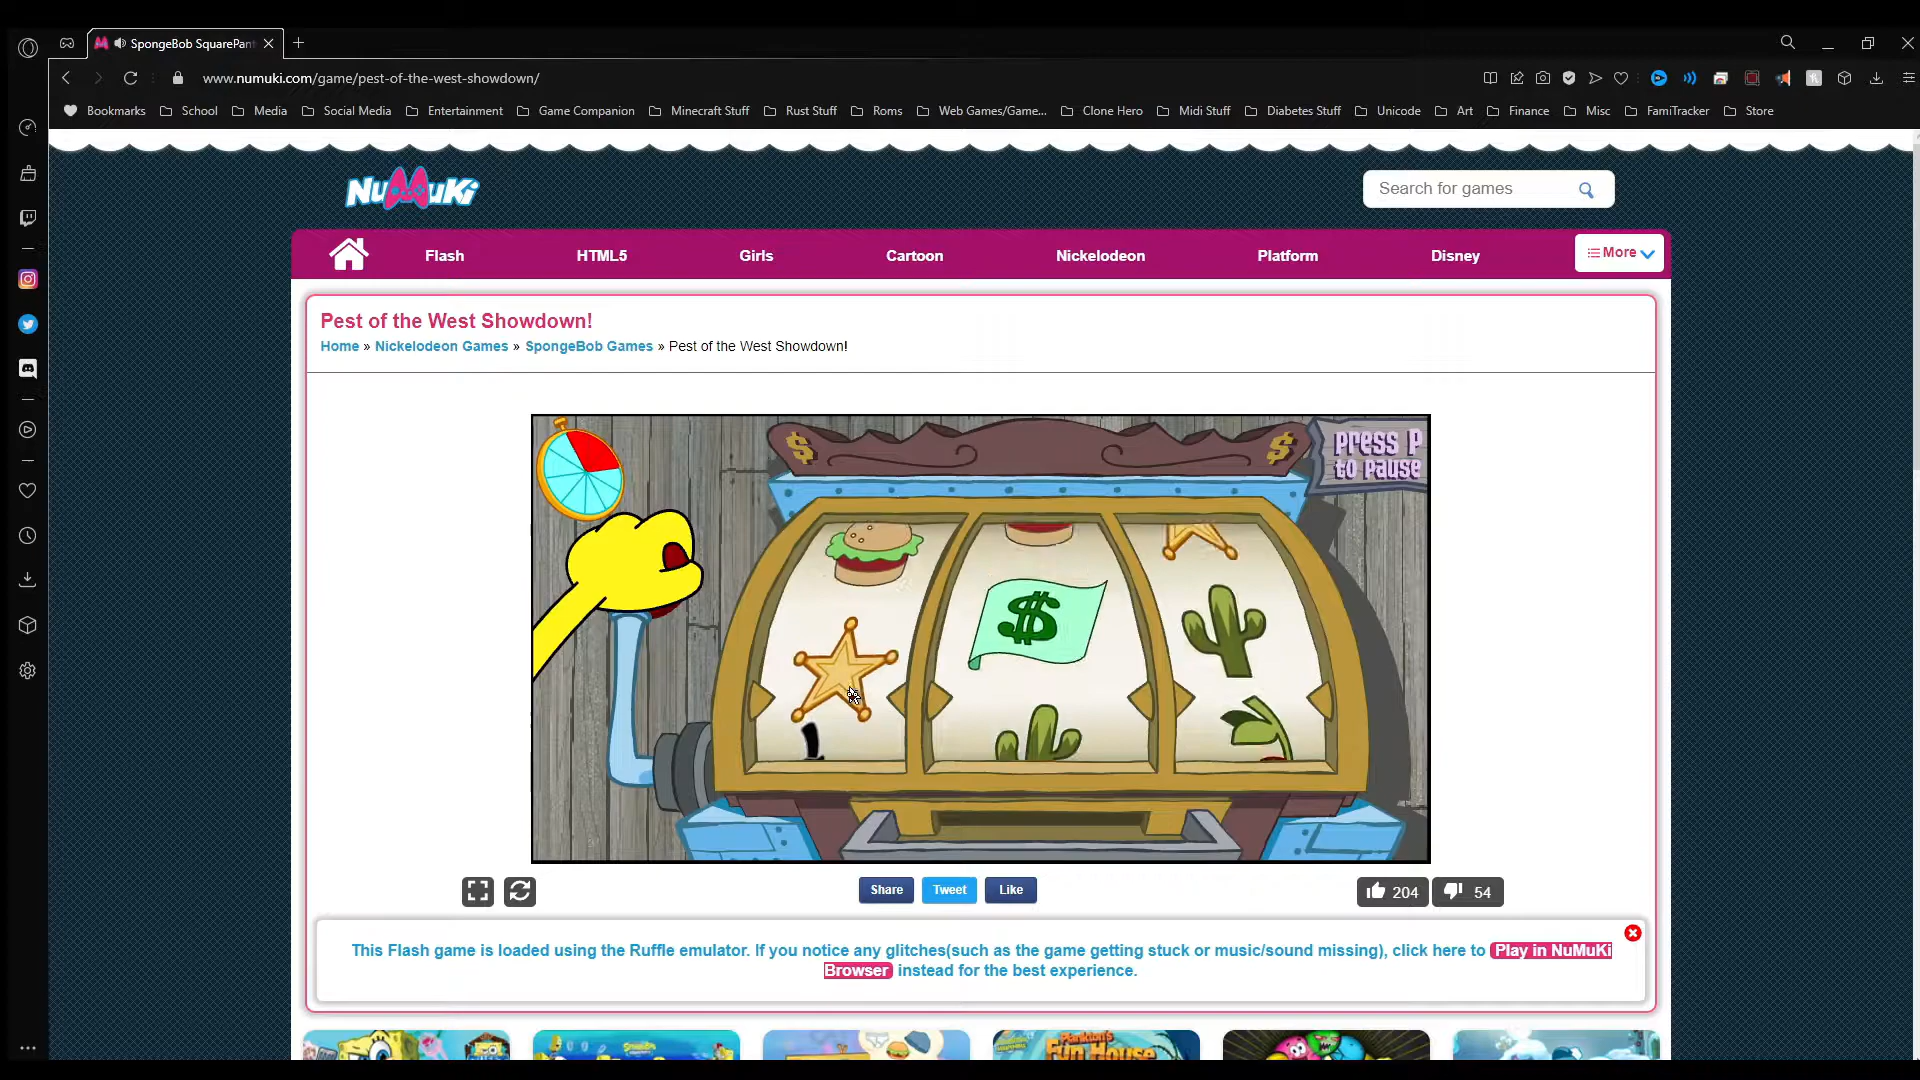 SpongeBob SquarePant
www.numuki.com/game/pest-of-the-west-showdown/
Bookmarks School Media Social Media Entertainment Game Companion Minecraft Stuff Rust Stuff Roms Web Games/Game... Clone Hero Midi Stuff Diabetes Stuff Unicode Art Finance Misc FamiTracker Store
NuMuKi
Search for games
Flash HTML5 Girls Cartoon Nickelodeon Platform Disney More
Pest of the West Showdown!
Home » Nickelodeon Games » SpongeBob Games » Pest of the West Showdown!
$ $
PRESS P
TO PAUSE
$
Share Tweet Like
204 54
This Flash game is loaded using the Ruffle emulator. If you notice any glitches(such as the game getting stuck or music/sound missing), click here to Play in NuMuKi
Browser instead for the best experience.
Plankton's
Fun House